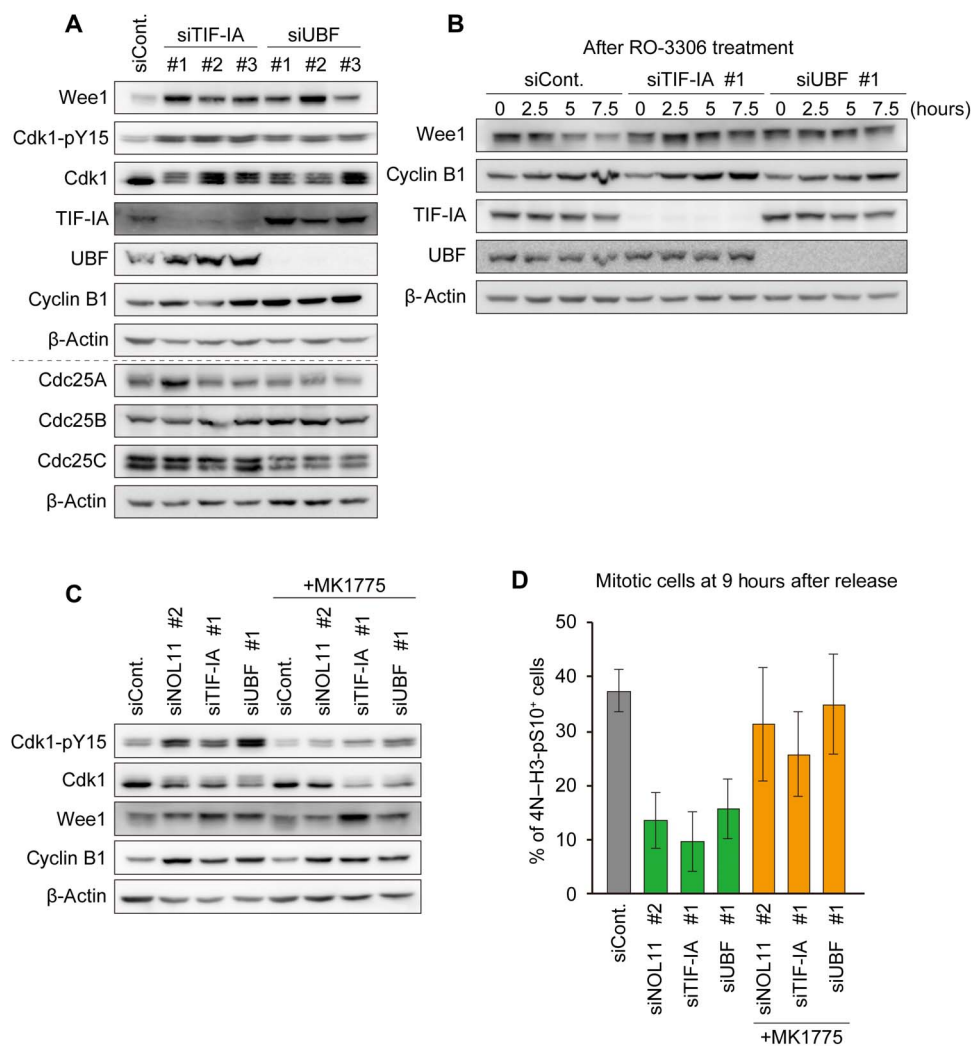 A
siCont.
siTIF-IA
siUBF
#1 #2 #3 #1 #2 #3
Wee1
Cdk1-pY15
Cdk1
TIF-IA
UBF
Cyclin B1
β-Actin
Cdc25A
Cdc25B
Cdc25C
β-Actin
B
After RO-3306 treatment
siCont. siTIF-IA #1 siUBF #1
0 2.5 5 7.5 0 2.5 5 7.5 0 2.5 5 7.5 (hours)
Wee1
Cyclin B1
TIF-IA
UBF
β-Actin
C
+MK1775
siCont.
siNOL11 #2
siTIF-IA #1
siUBF #1
siCont.
siNOL11 #2
siTIF-IA #1
siUBF #1
Cdk1-pY15
Cdk1
Wee1
Cyclin B1
β-Actin
D
Mitotic cells at 9 hours after release
% of 4N–H3-pS10+ cells
50
40
30
20
10
0
siCont.
siNOL11 #2
siTIF-IA #1
siUBF #1
siNOL11 #2
siTIF-IA #1
siUBF #1
+MK1775